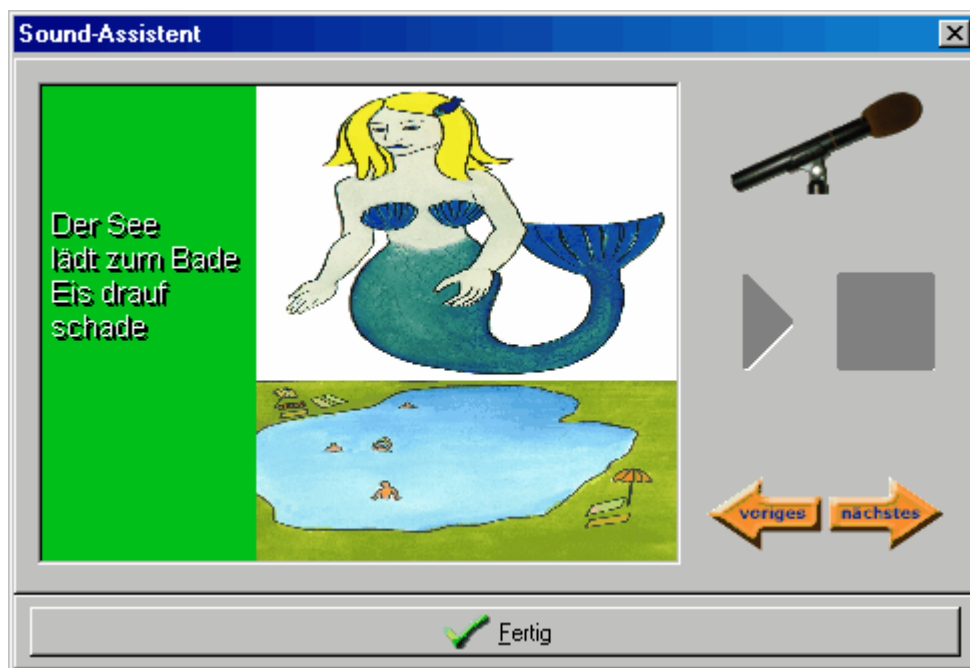 Sound-Assistent
Der See
lädt zum Bade
Eis drauf
schade
voriges
nächstes
Fertig